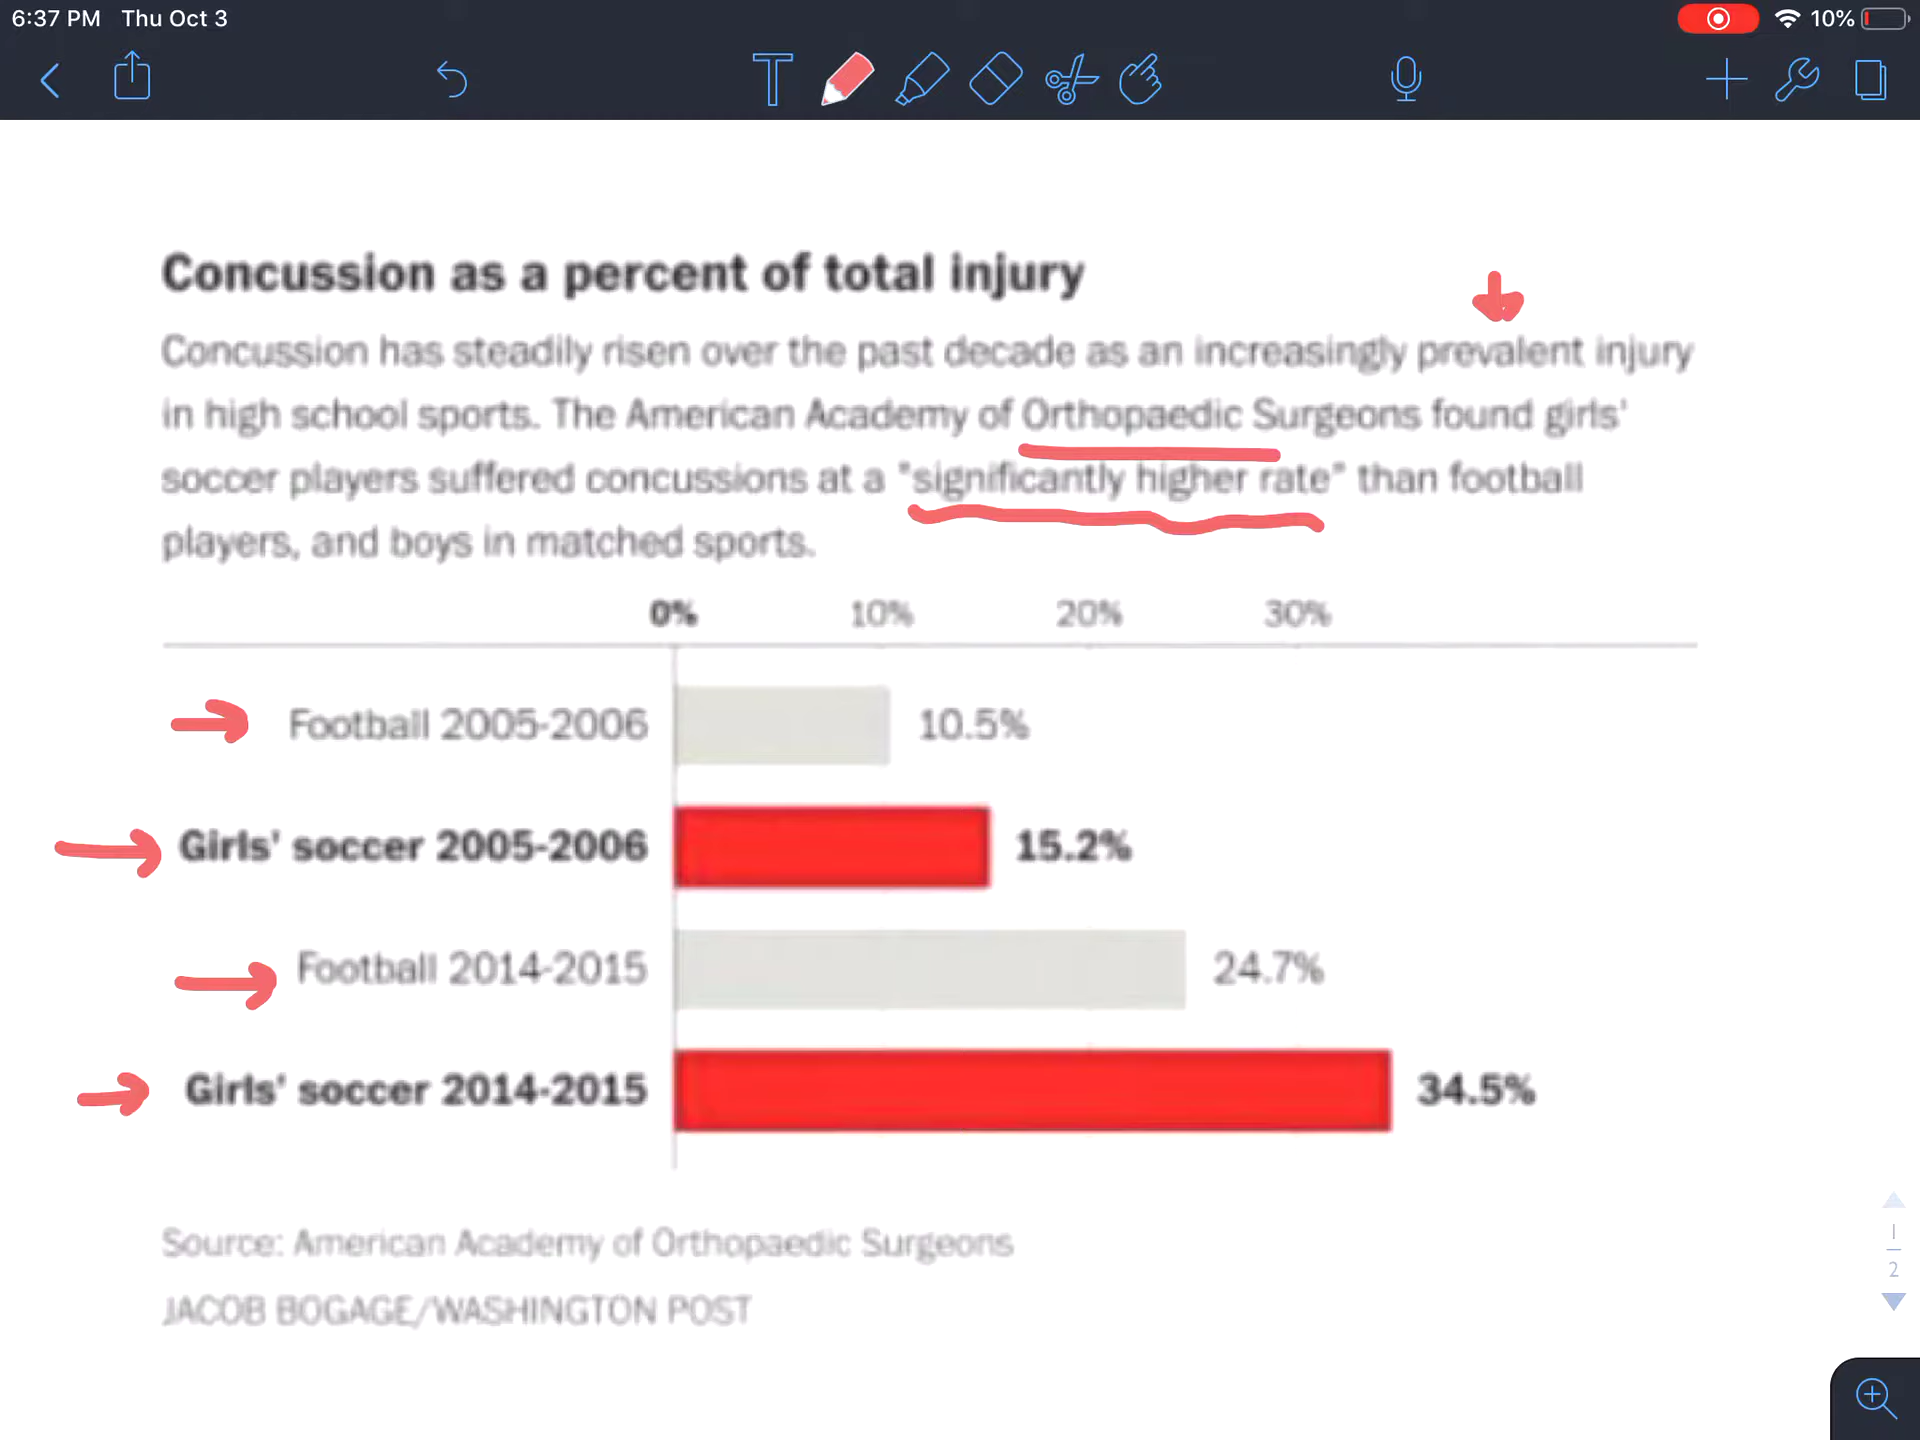 6:37 PM Thu Oct 3
10%
T
Concussion as a percent of total injury
Concussion has steadily risen over the past decade as an increasingly prevalent injury
in high school sports. The American Academy of Orthopaedic Surgeons found girls'
soccer players suffered concussions at a "significantly higher rate" than football
players, and boys in matched sports.
0% 10% 20% 30%
Football 2005-2006 10.5%
Girls' soccer 2005-2006 15.2%
Football 2014-2015 24.7%
Girls' soccer 2014-2015 34.5%
Source: American Academy of Orthopaedic Surgeons
JACOB BOGAGE/WASHINGTON POST
1
2